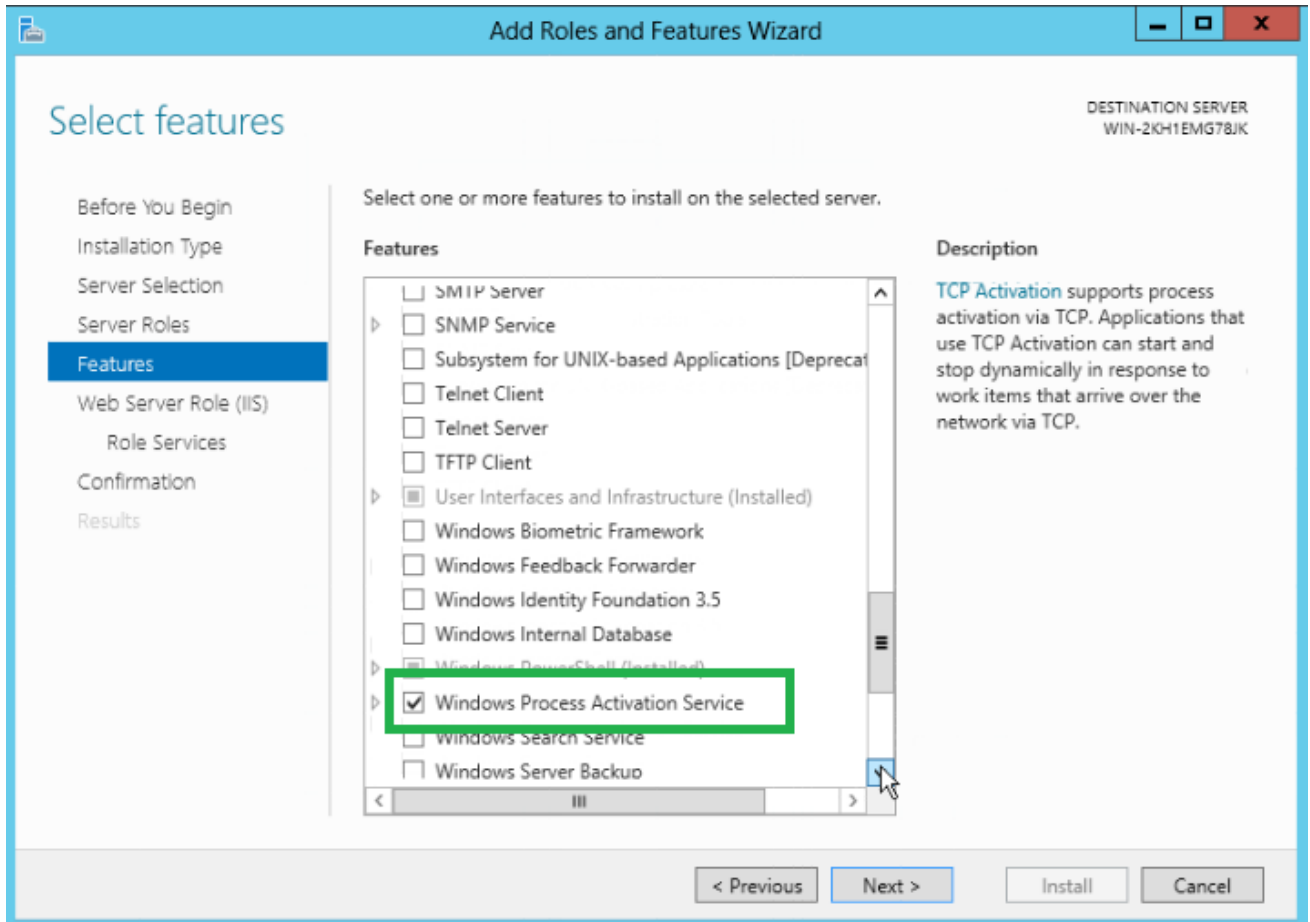 Add Roles and Features Wizard
Select features
DESTINATION SERVER
WIN-2KH1EMG78JK
Before You Begin
Installation Type
Server Selection
Server Roles
Features
Web Server Role (IIS)
Role Services
Confirmation
Results
Select one or more features to install on the selected server.
Features
SMTP Server
SNMP Service
Subsystem for UNIX-based Applications [Deprecat
Telnet Client
Telnet Server
TFTP Client
User Interfaces and Infrastructure (Installed)
Windows Biometric Framework
Windows Feedback Forwarder
Windows Identity Foundation 3.5
Windows Internal Database
Windows PowerShell (Installed)
Windows Process Activation Service
Windows Search Service
Windows Server Backup
Description
TCP Activation supports process
activation via TCP. Applications that
use TCP Activation can start and
stop dynamically in response to
work items that arrive over the
network via TCP.
< Previous
Next >
Install
Cancel